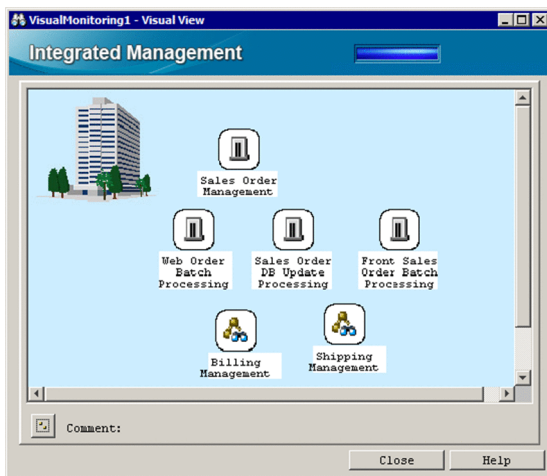 VisualMonitoring1 - Visual View
Integrated Management
Sales Order
Management
Web Order
Batch
Processing
Sales Order
DB Update
Processing
Front Sales
Order Batch
Processing
Billing
Management
Shipping
Management
Comment:
Close
Help